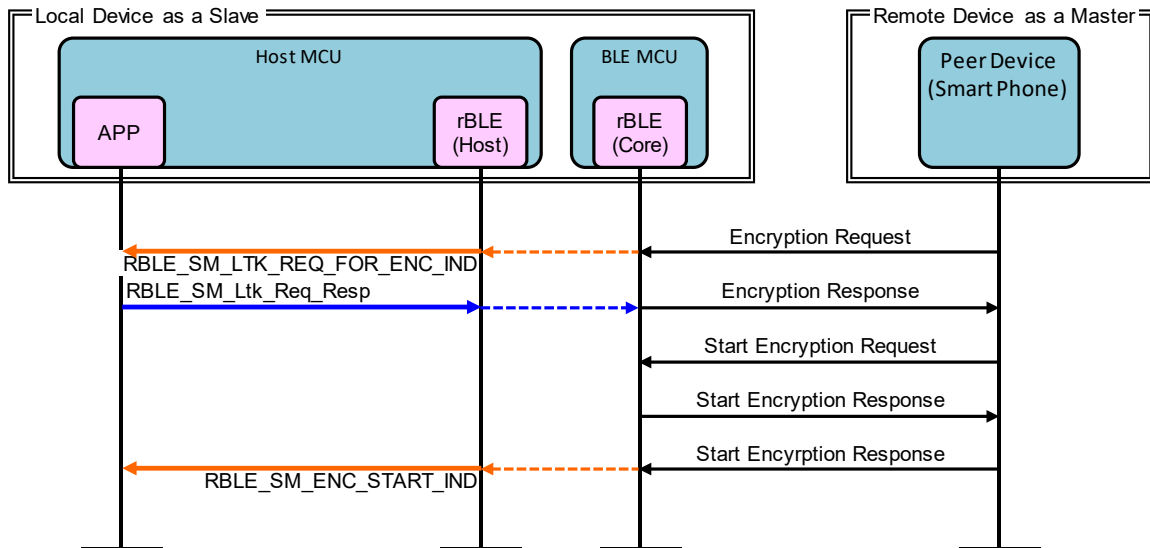 Local Device as a Slave
Remote Device as a Master
Host MCU
BLE MCU
Peer Device
(Smart Phone)
APP
rBLE
(Host)
rBLE
(Core)
Encryption Request
RBLE_SM_LTK_REQ_FOR_ENC_IND
RBLE_SM_Ltk_Req_Resp
Encryption Response
Start Encryption Request
Start Encryption Response
Start Encyrption Response
RBLE_SM_ENC_START_IND